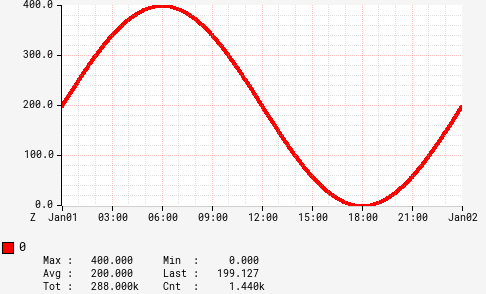 400.0
300.0
200.0
100.0
0.0
Z Jan01 03:00 06:00 09:00 12:00 15:00 18:00 21:00 Jan02
0
Max : 400.000 Min : 0.000
Avg : 200.000 Last : 199.127
Tot : 288.000k Cnt : 1.440k